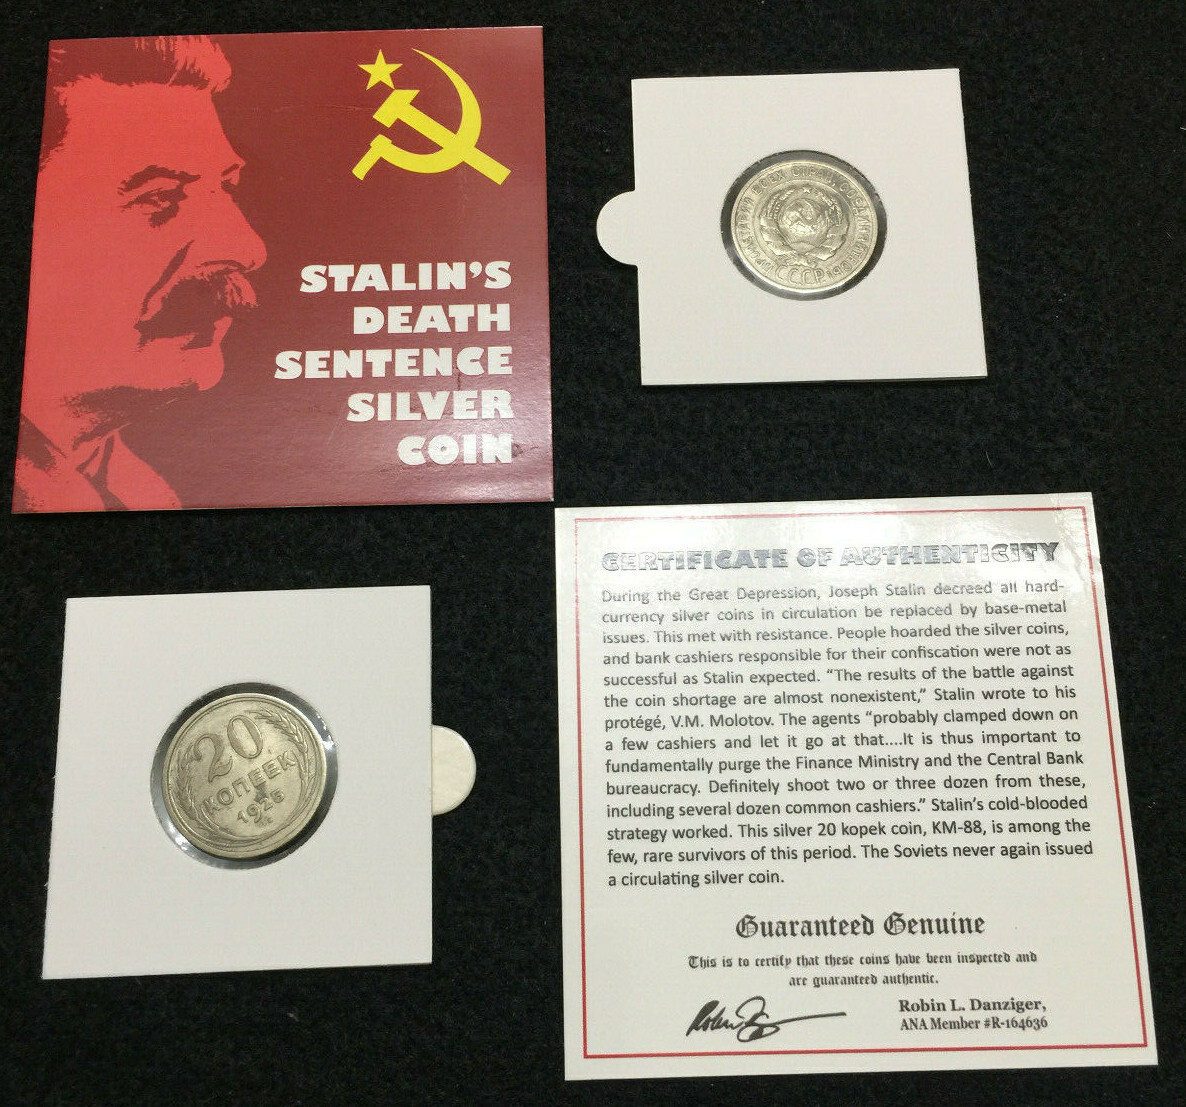 STALIN'S
DEATH
SENTENCE
SILVER
COIN
ПРОЛЕТАРИИ ВСЕХ СТРАН, СОЕДИНЯЙТЕСЬ!
СССР
20
КОПЕЕК
1925
CERTIFICATE OF AUTHENTICITY
During the Great Depression, Joseph Stalin decreed all hard-
currency silver coins in circulation be replaced by base-metal
issues. This met with resistance. People hoarded the silver coins,
and bank cashiers responsible for their confiscation were not as
successful as Stalin expected. “The results of the battle against
the coin shortage are almost nonexistent,” Stalin wrote to his
protégé, V.M. Molotov. The agents “probably clamped down on
a few cashiers and let it go at that....It is thus important to
fundamentally purge the Finance Ministry and the Central Bank
bureaucracy. Definitely shoot two or three dozen from these,
including several dozen common cashiers.” Stalin’s cold-blooded
strategy worked. This silver 20 kopek coin, KM-88, is among the
few, rare survivors of this period. The Soviets never again issued
a circulating silver coin.
Guaranteed Genuine
This is to certify that these coins have been inspected and
are guaranteed authentic.
Robin L. Danziger,
ANA Member #R-164636